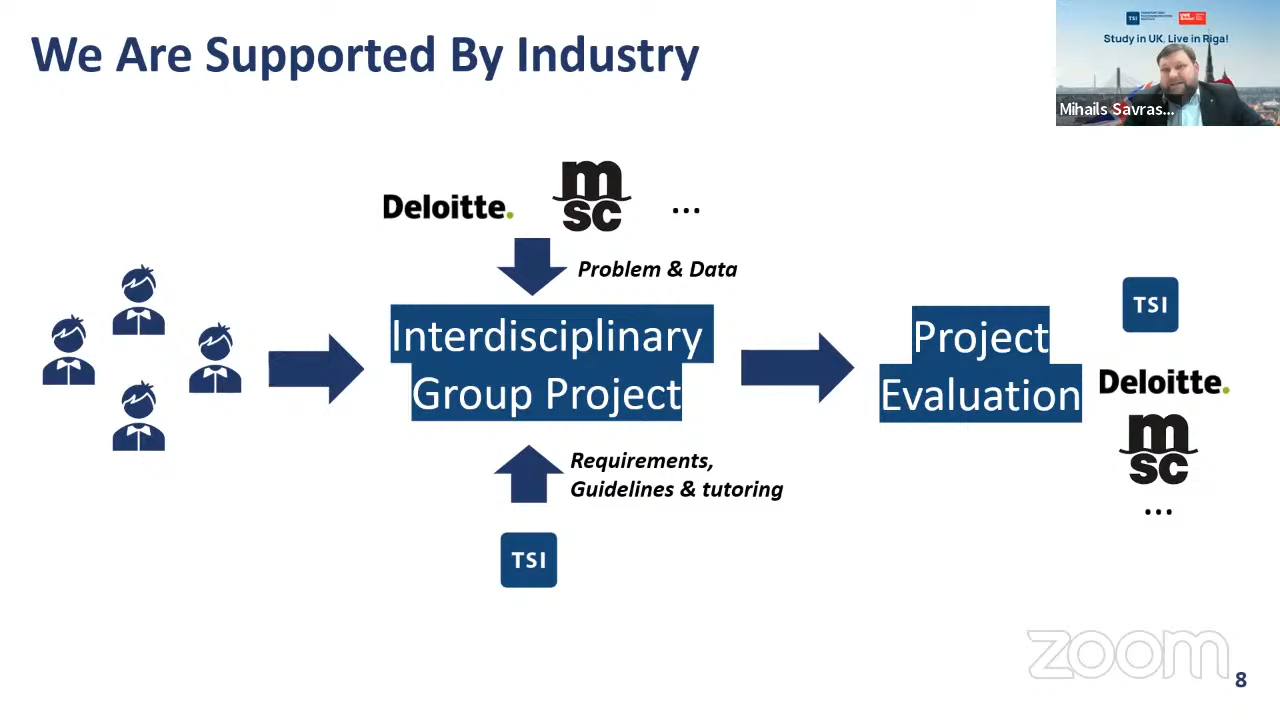 We Are Supported By Industry
TSI
Study in UK, Live in Riga!
Mihails Savras...
Deloitte.
msc
...
Problem & Data
Interdisciplinary
Group Project
Requirements,
Guidelines & tutoring
TSI
Project
Evaluation
TSI
Deloitte.
msc
...
zoom
8